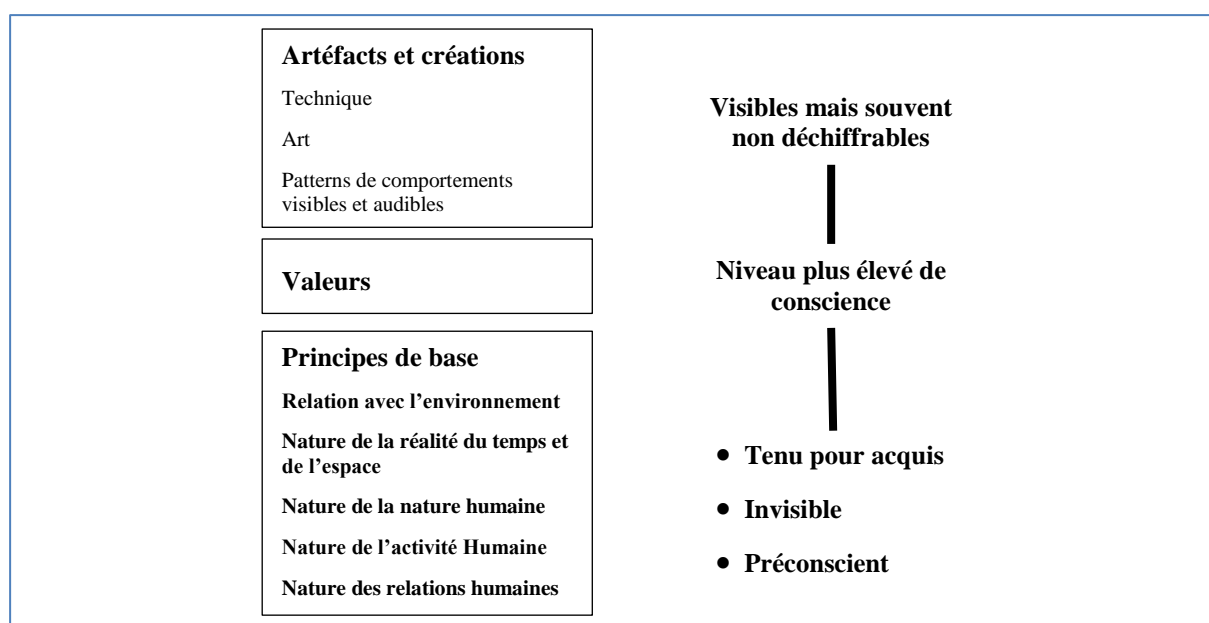 Artéfacts et créations
Technique
Art
Patterns de comportements
visibles et audibles
Visibles mais souvent
non déchiffrables
Valeurs
Niveau plus élevé de
conscience
Principes de base
Relation avec l’environnement
Nature de la réalité du temps et
de l’espace
Nature de la nature humaine
Nature de l’activité Humaine
Nature des relations humaines
• Tenu pour acquis
• Invisible
• Préconscient